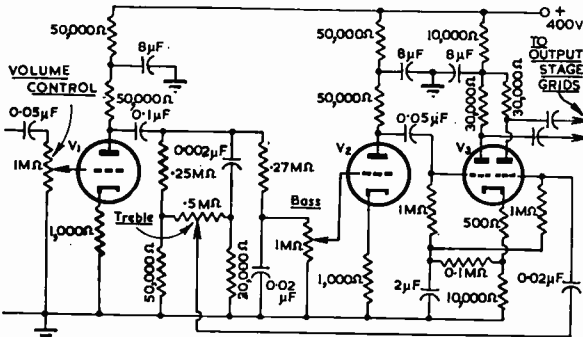 +
400V
50,000Ω
8μF
50,000Ω
8μF
8μF
10,000Ω
TO
OUTPUT
STAGE
GRIDS
VOLUME
CONTROL
50,000Ω
0·1μF
50,000Ω
0·05μF
30,000Ω
30,000Ω
0·05μF
V1
0·002μF
V2
V3
1MΩ
·25MΩ
·27MΩ
Bass
·5MΩ
Treble
1MΩ
1MΩ
500Ω
1MΩ
1,000Ω
50,000Ω
20,000Ω
0·02
μF
1,000Ω
0·1MΩ
2μF
10,000Ω
0·02μF